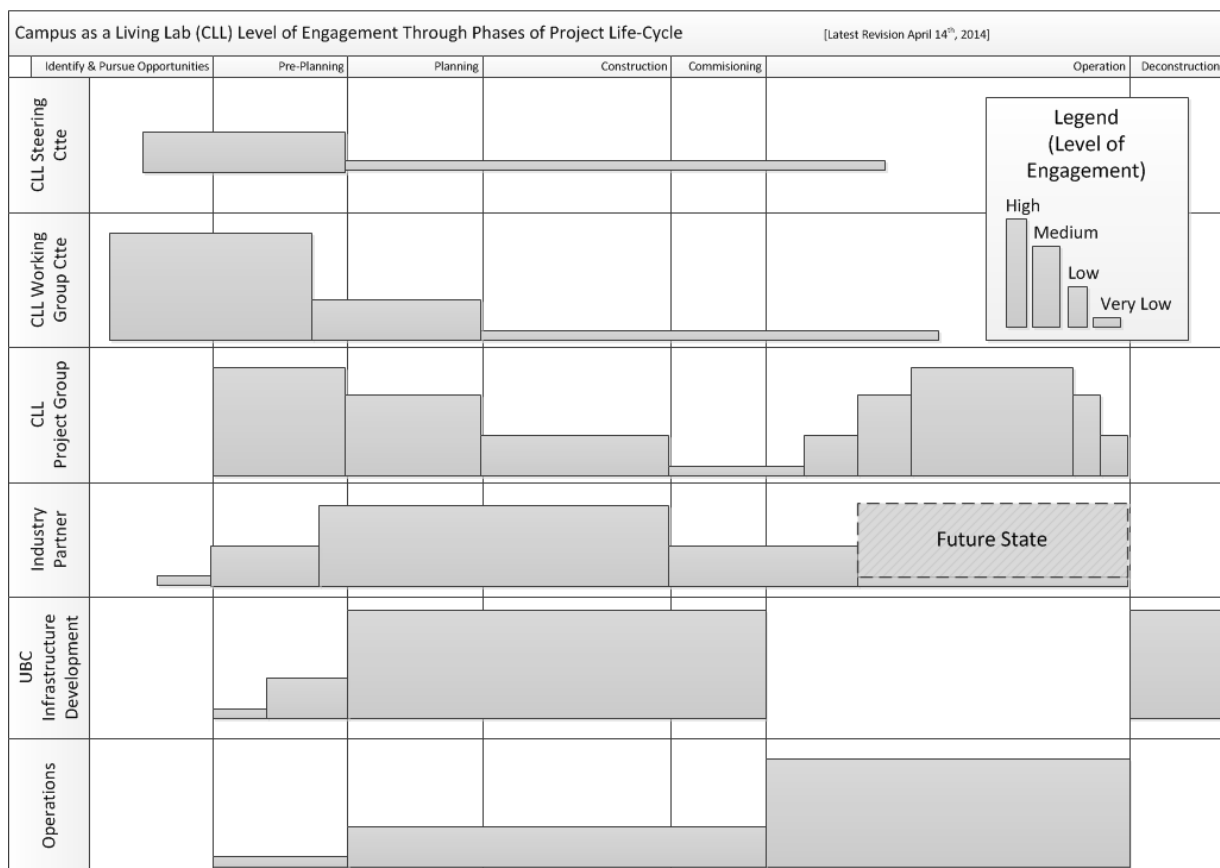 Campus as a Living Lab (CLL) Level of Engagement Through Phases of Project Life-Cycle
[Latest Revision April 14th, 2014]
Identify & Pursue Opportunities
Pre-Planning
Planning
Construction
Commisioning
Operation
Deconstruction
CLL Steering
Ctte
Legend
(Level of
Engagement)
High
Medium
Low
Very Low
CLL Working
Group Ctte
CLL
Project Group
Industry
Partner
Future State
UBC
Infrastructure
Development
Operations